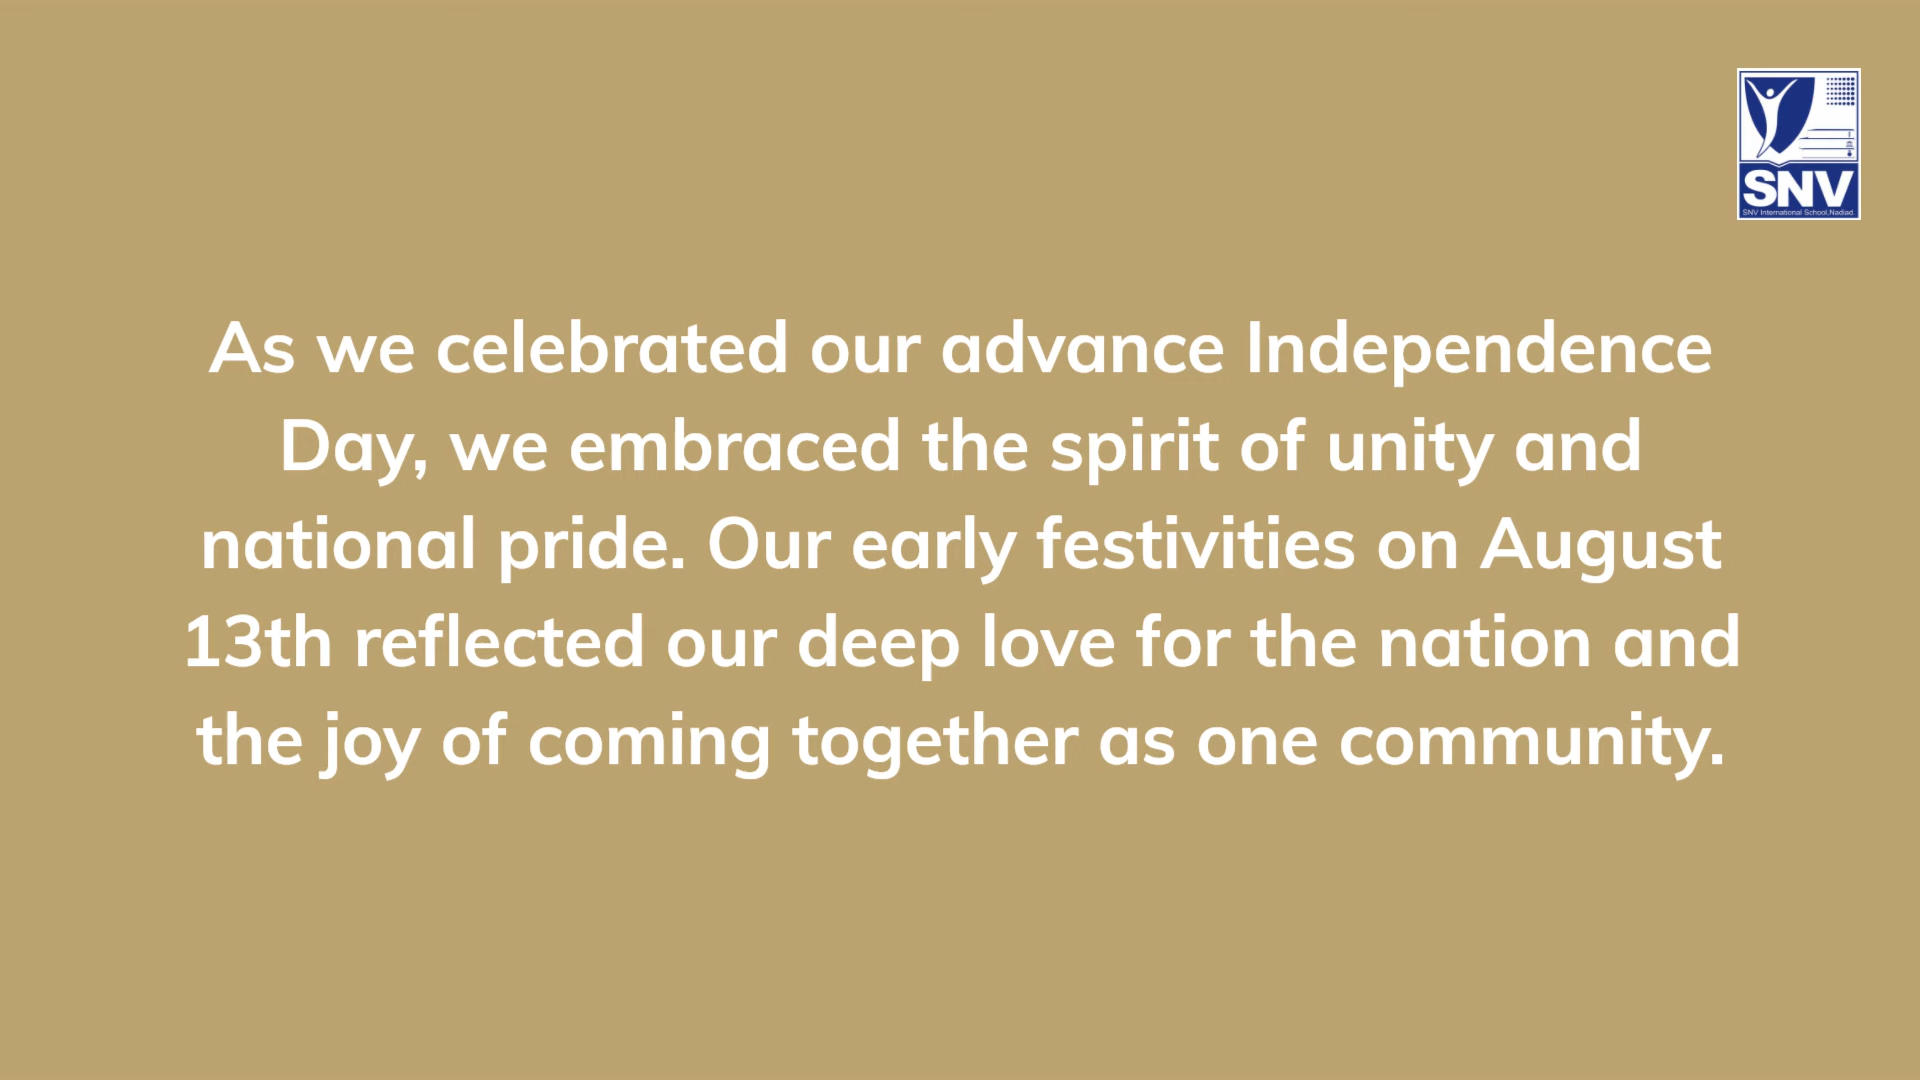 SNV
SNV International School,Nadiad.
As we celebrated our advance Independence
Day, we embraced the spirit of unity and
national pride. Our early festivities on August
13th reflected our deep love for the nation and
the joy of coming together as one community.